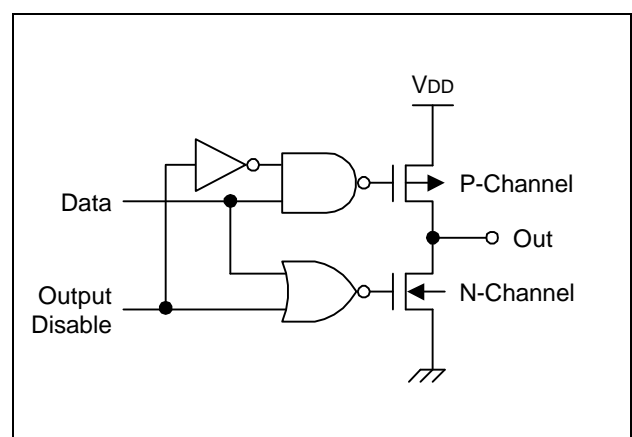 VDD
P-Channel
Data
Out
Output
Disable
N-Channel